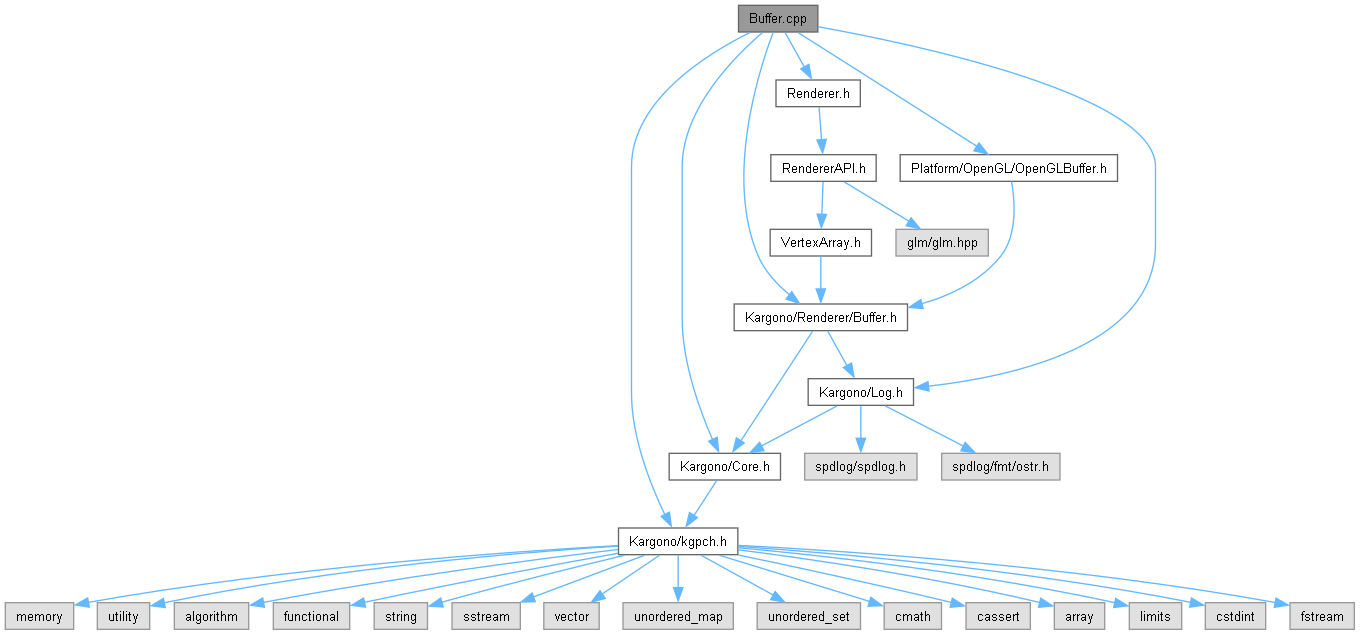 Buffer.cpp
Renderer.h
RendererAPI.h
Platform/OpenGL/OpenGLBuffer.h
VertexArray.h
glm/glm.hpp
Kargono/Renderer/Buffer.h
Kargono/Log.h
Kargono/Core.h
spdlog/spdlog.h
spdlog/fmt/ostr.h
Kargono/kgpch.h
memory
utility
algorithm
functional
string
sstream
vector
unordered_map
unordered_set
cmath
cassert
array
limits
cstdint
fstream